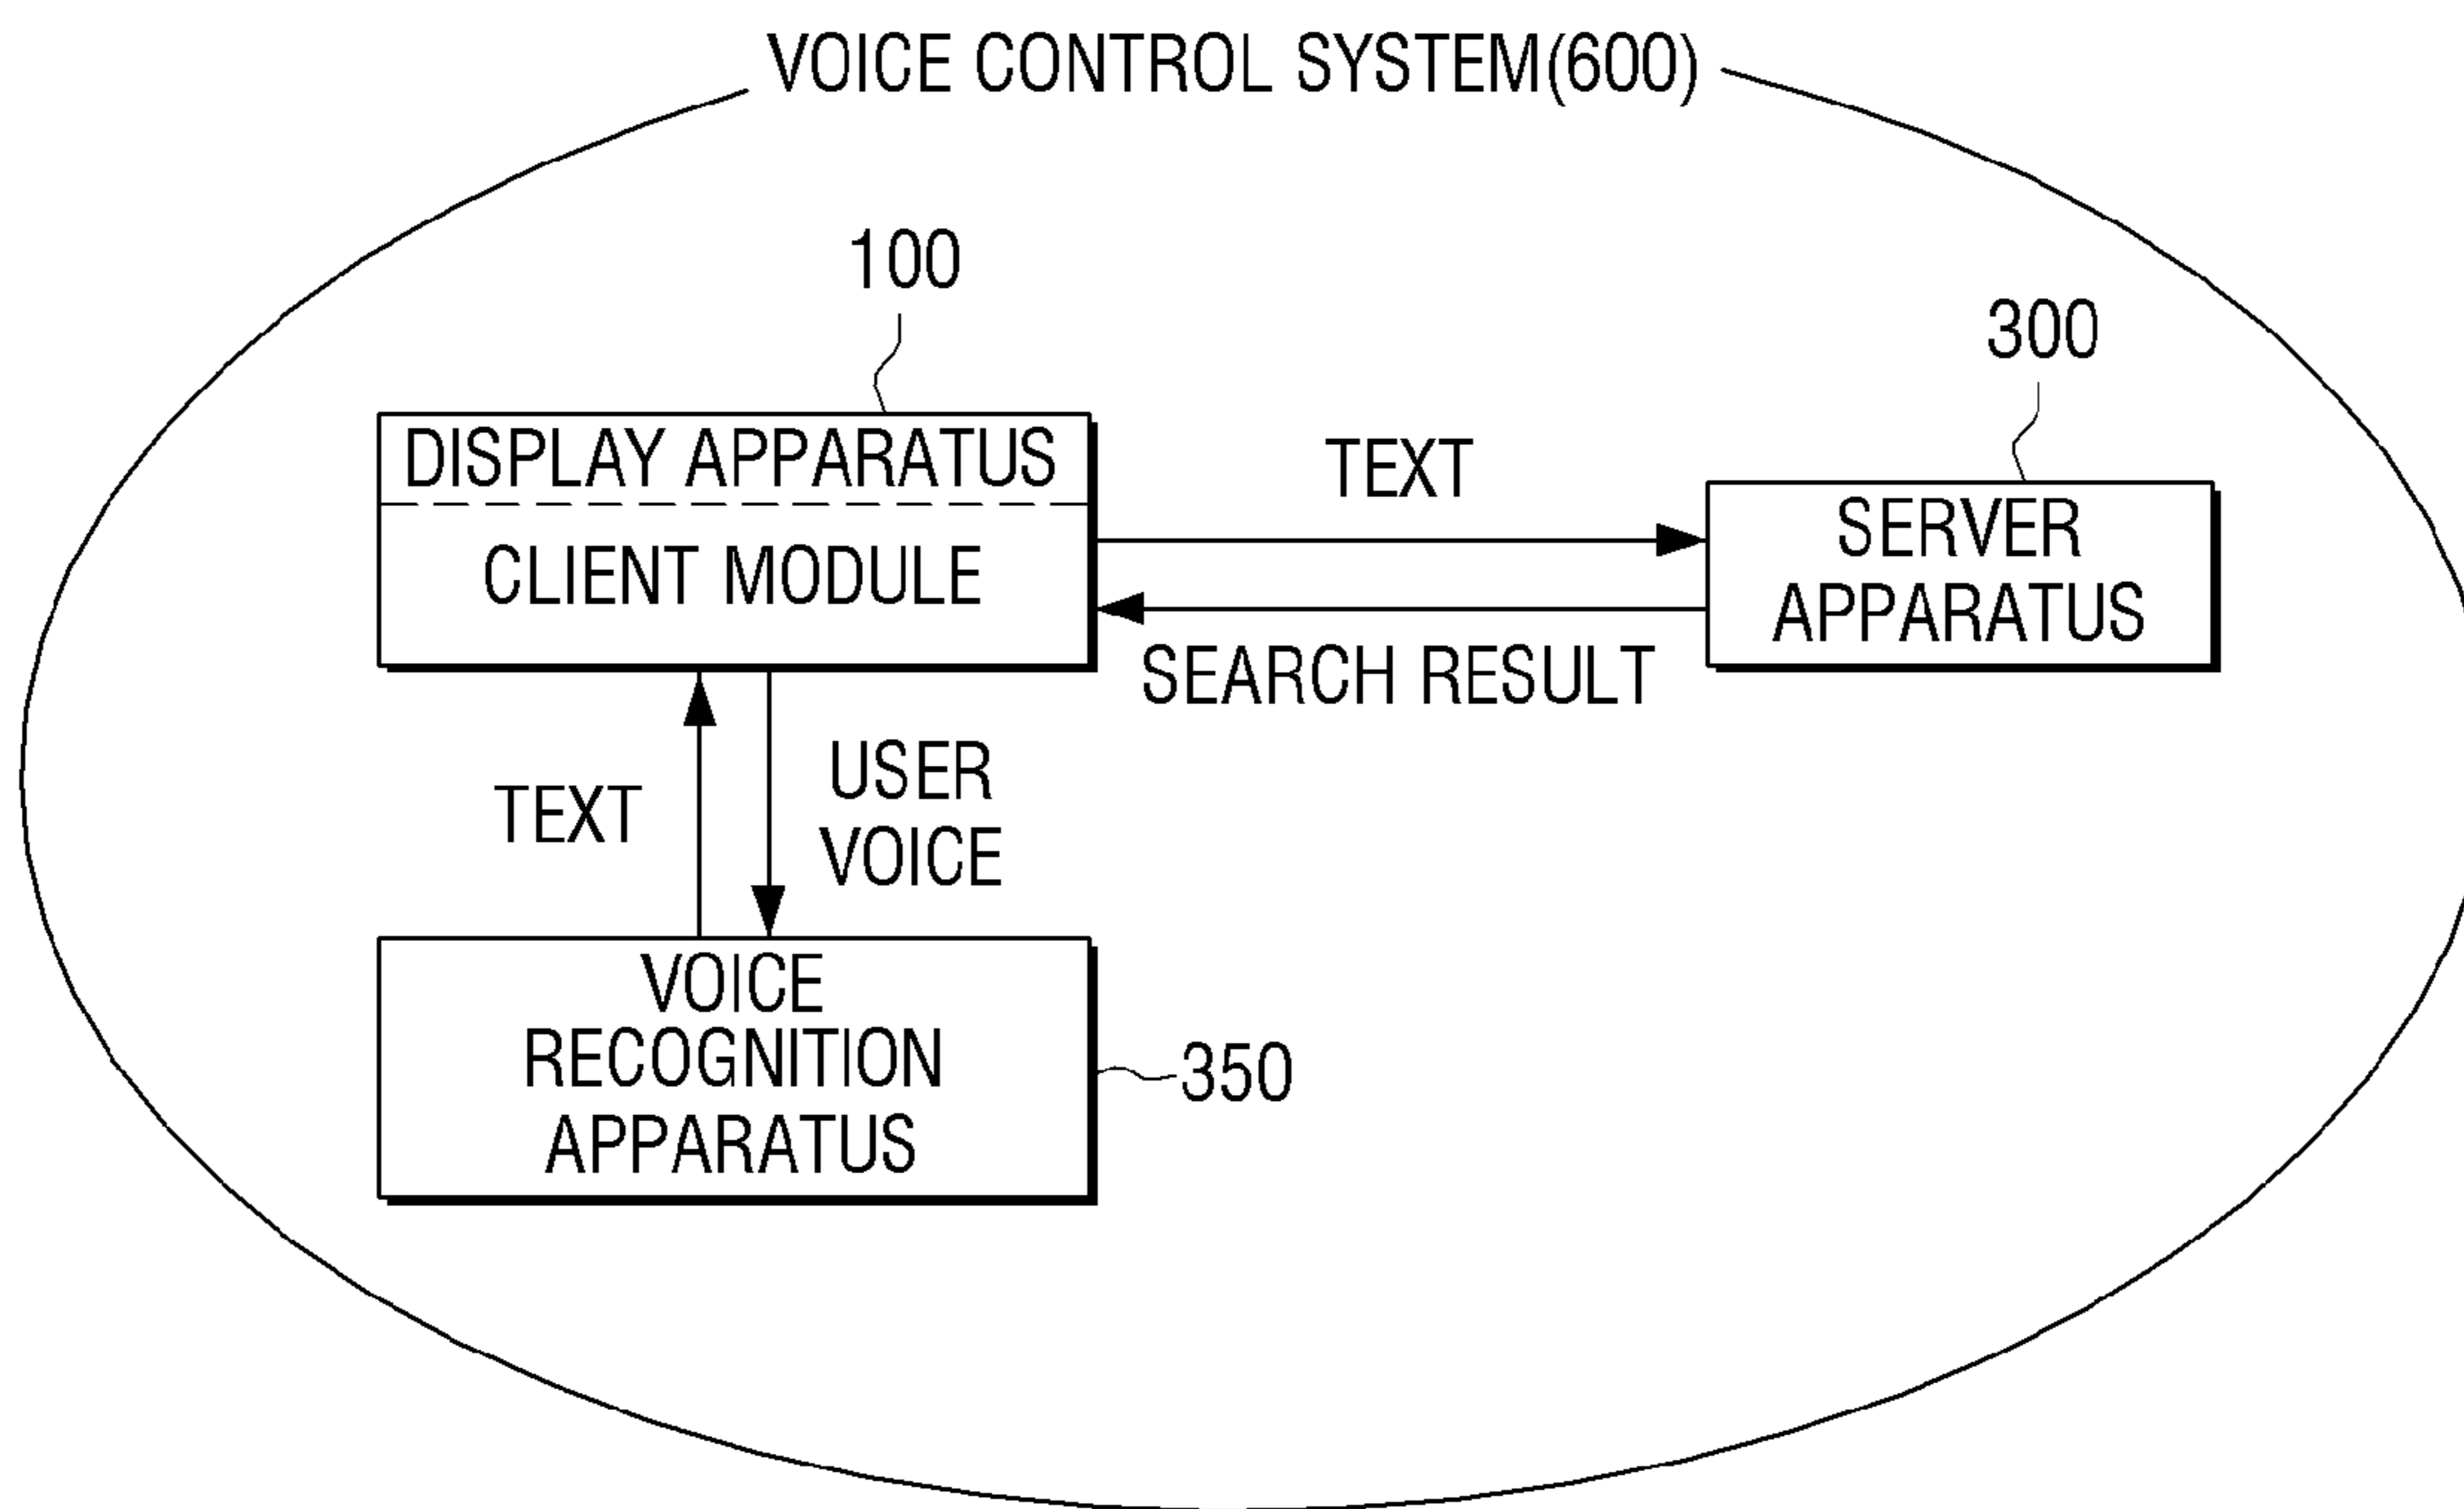 VOICE CONTROL SYSTEM(600)
100
300
DISPLAY APPARATUS
CLIENT MODULE
TEXT
SERVER
APPARATUS
SEARCH RESULT
TEXT
USER
VOICE
VOICE
RECOGNITION
APPARATUS
350